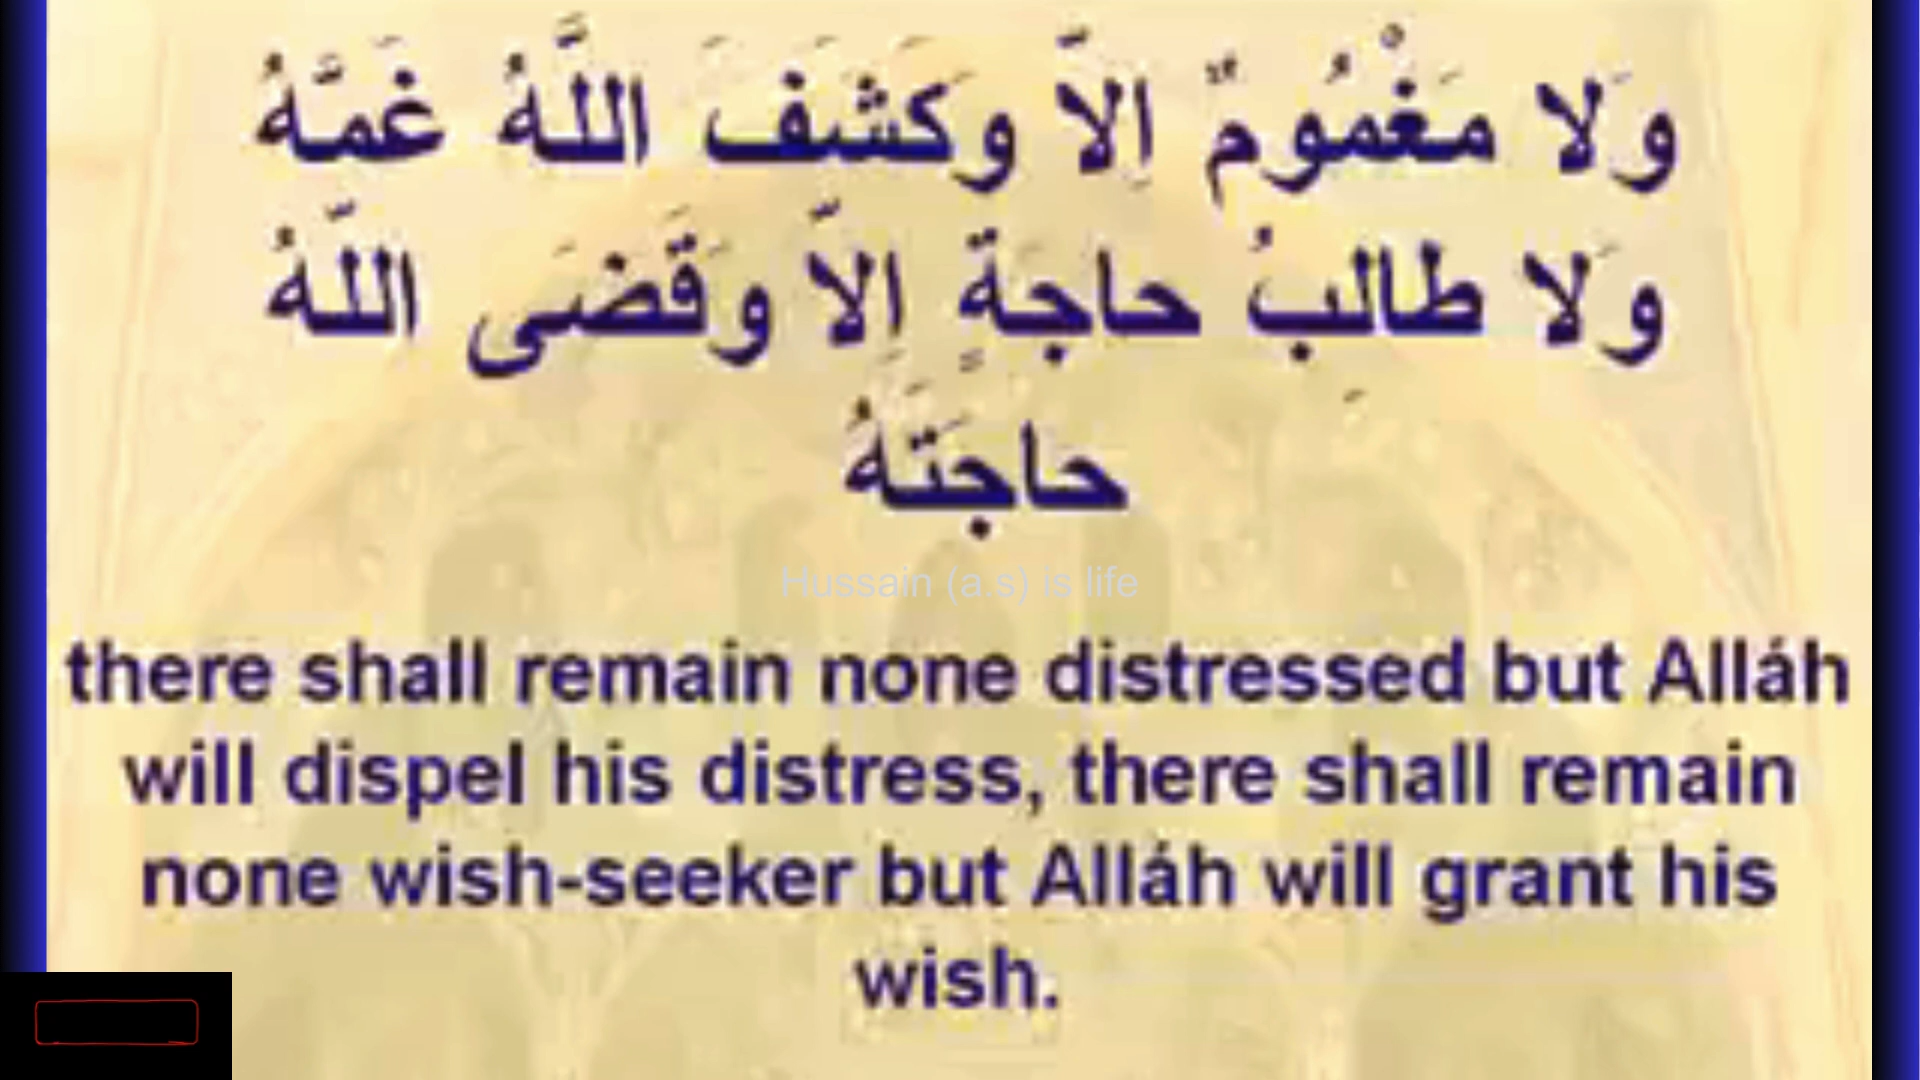 وَلا مَغْمُومٌ اِلاّ وَكَشَفَ اللَّهُ غَمَّهُ
وَلا طالِبُ حاجَةٍ اِلاّ وَقَضَى اللّهُ
حاجَتَهُ
Hussain (a.s) is life
there shall remain none distressed but Alláh
will dispel his distress, there shall remain
none wish-seeker but Alláh will grant his
wish.